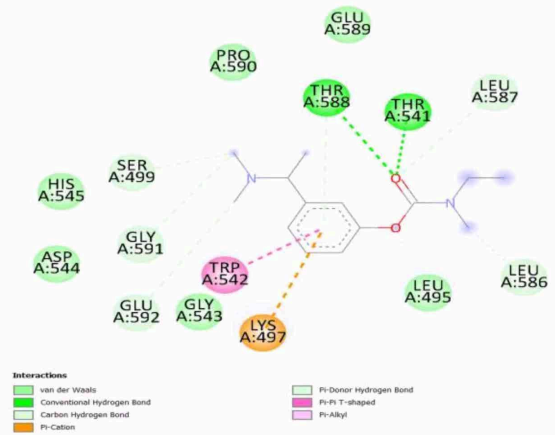 GLU
A:589
PRO
A:590
THR
A:588
THR
A:541
LEU
A:587
SER
A:499
HIS
A:545
N
O
N
GLY
A:591
O
ASP
A:544
TRP
A:542
LEU
A:586
GLU
A:592
GLY
A:543
LYS
A:497
LEU
A:495
Interactions
van der Waals
Conventional Hydrogen Bond
Carbon Hydrogen Bond
Pi-Cation
Pi-Donor Hydrogen Bond
Pi-Pi T-shaped
Pi-Alkyl